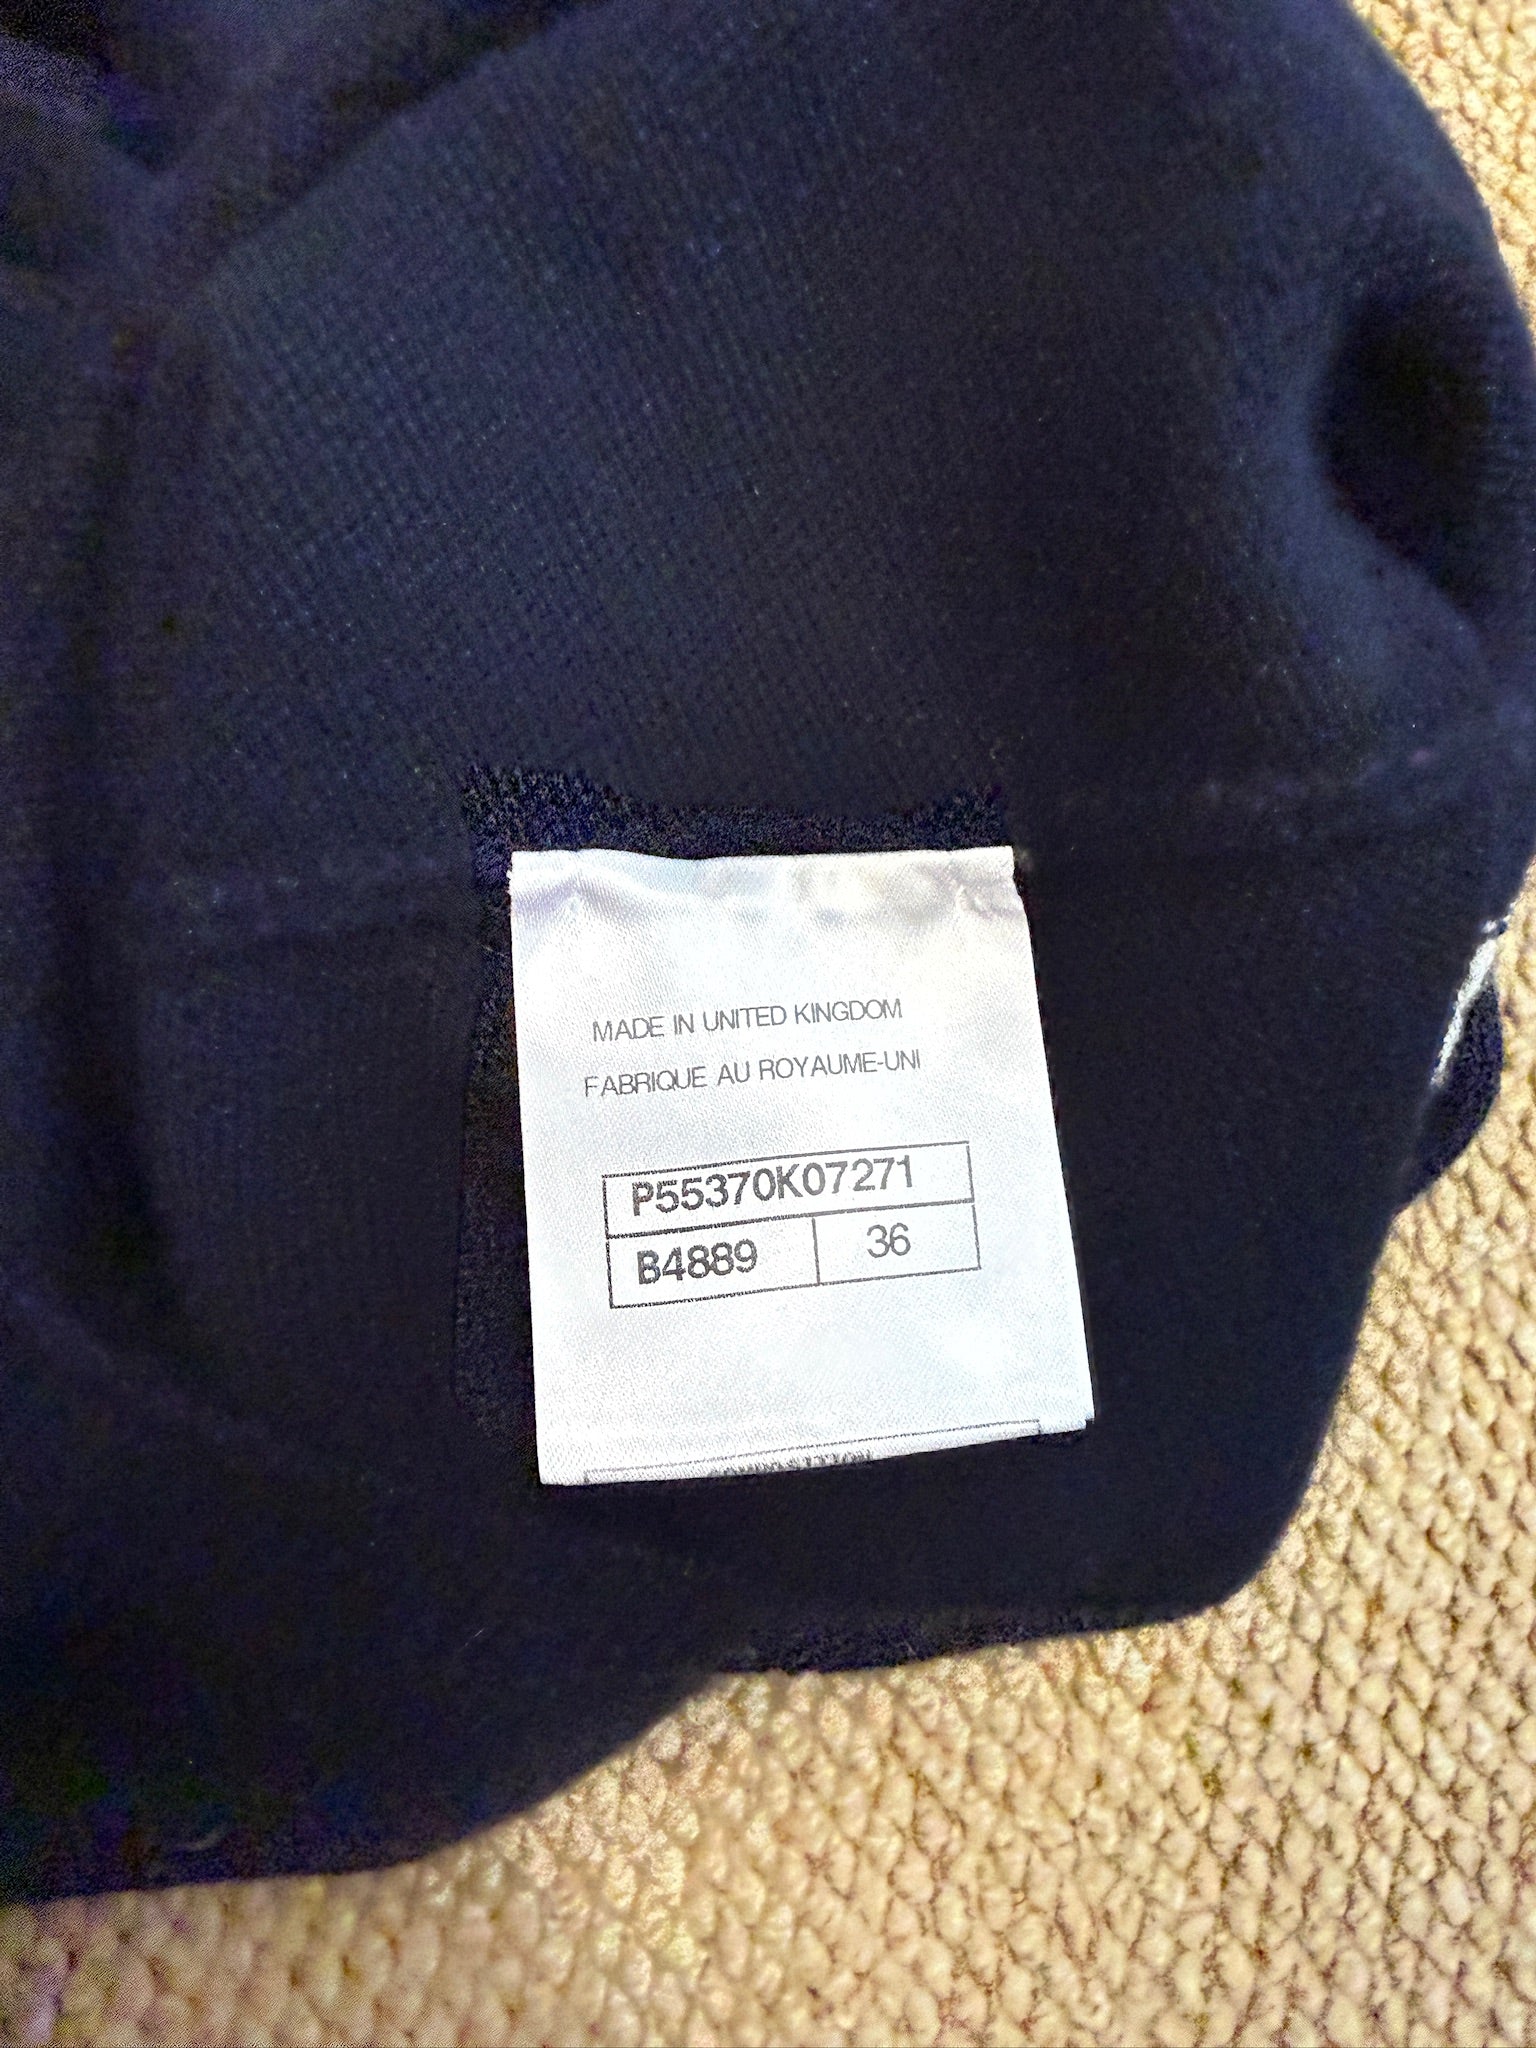 MADE IN UNITED KINGDOM
FABRIQUE AU ROYAUME-UNI
P55370K07271
B4889 36